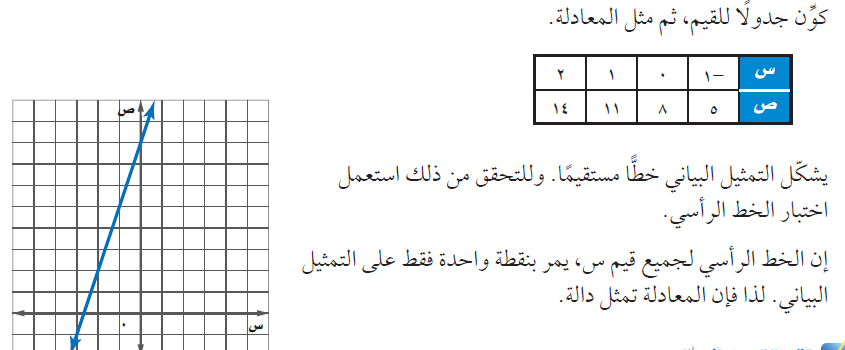 كوِّن جدولًا للقيم، ثم مثل المعادلة.
س -١ ٠ ١ ٢
ص ٥ ٨ ١١ ١٤
يشكّل التمثيل البياني خطًّا مستقيمًا. وللتحقق من ذلك استعمل
اختبار الخط الرأسي.
إن الخط الرأسي لجميع قيم س، يمر بنقطة واحدة فقط على التمثيل
البياني. لذا فإن المعادلة تمثل دالة.
ص
٠
س